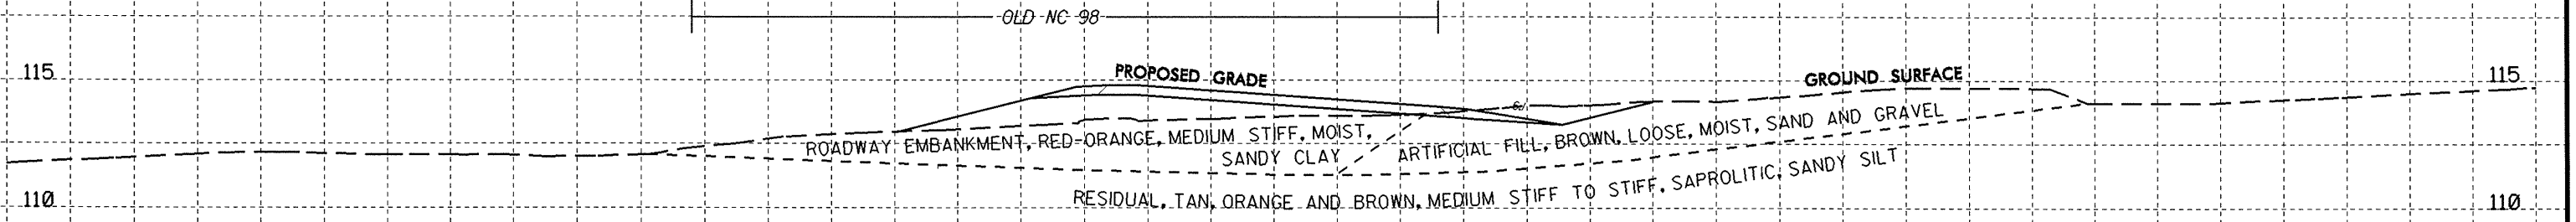 OLD NC 98
115
PROPOSED GRADE
GROUND SURFACE
115
ROADWAY EMBANKMENT, RED-ORANGE, MEDIUM STIFF, MOIST,
SANDY CLAY
ARTIFICIAL FILL, BROWN, LOOSE, MOIST, SAND AND GRAVEL
110
RESIDUAL, TAN, ORANGE AND BROWN, MEDIUM STIFF TO STIFF, SAPROLITIC, SANDY SILT
110